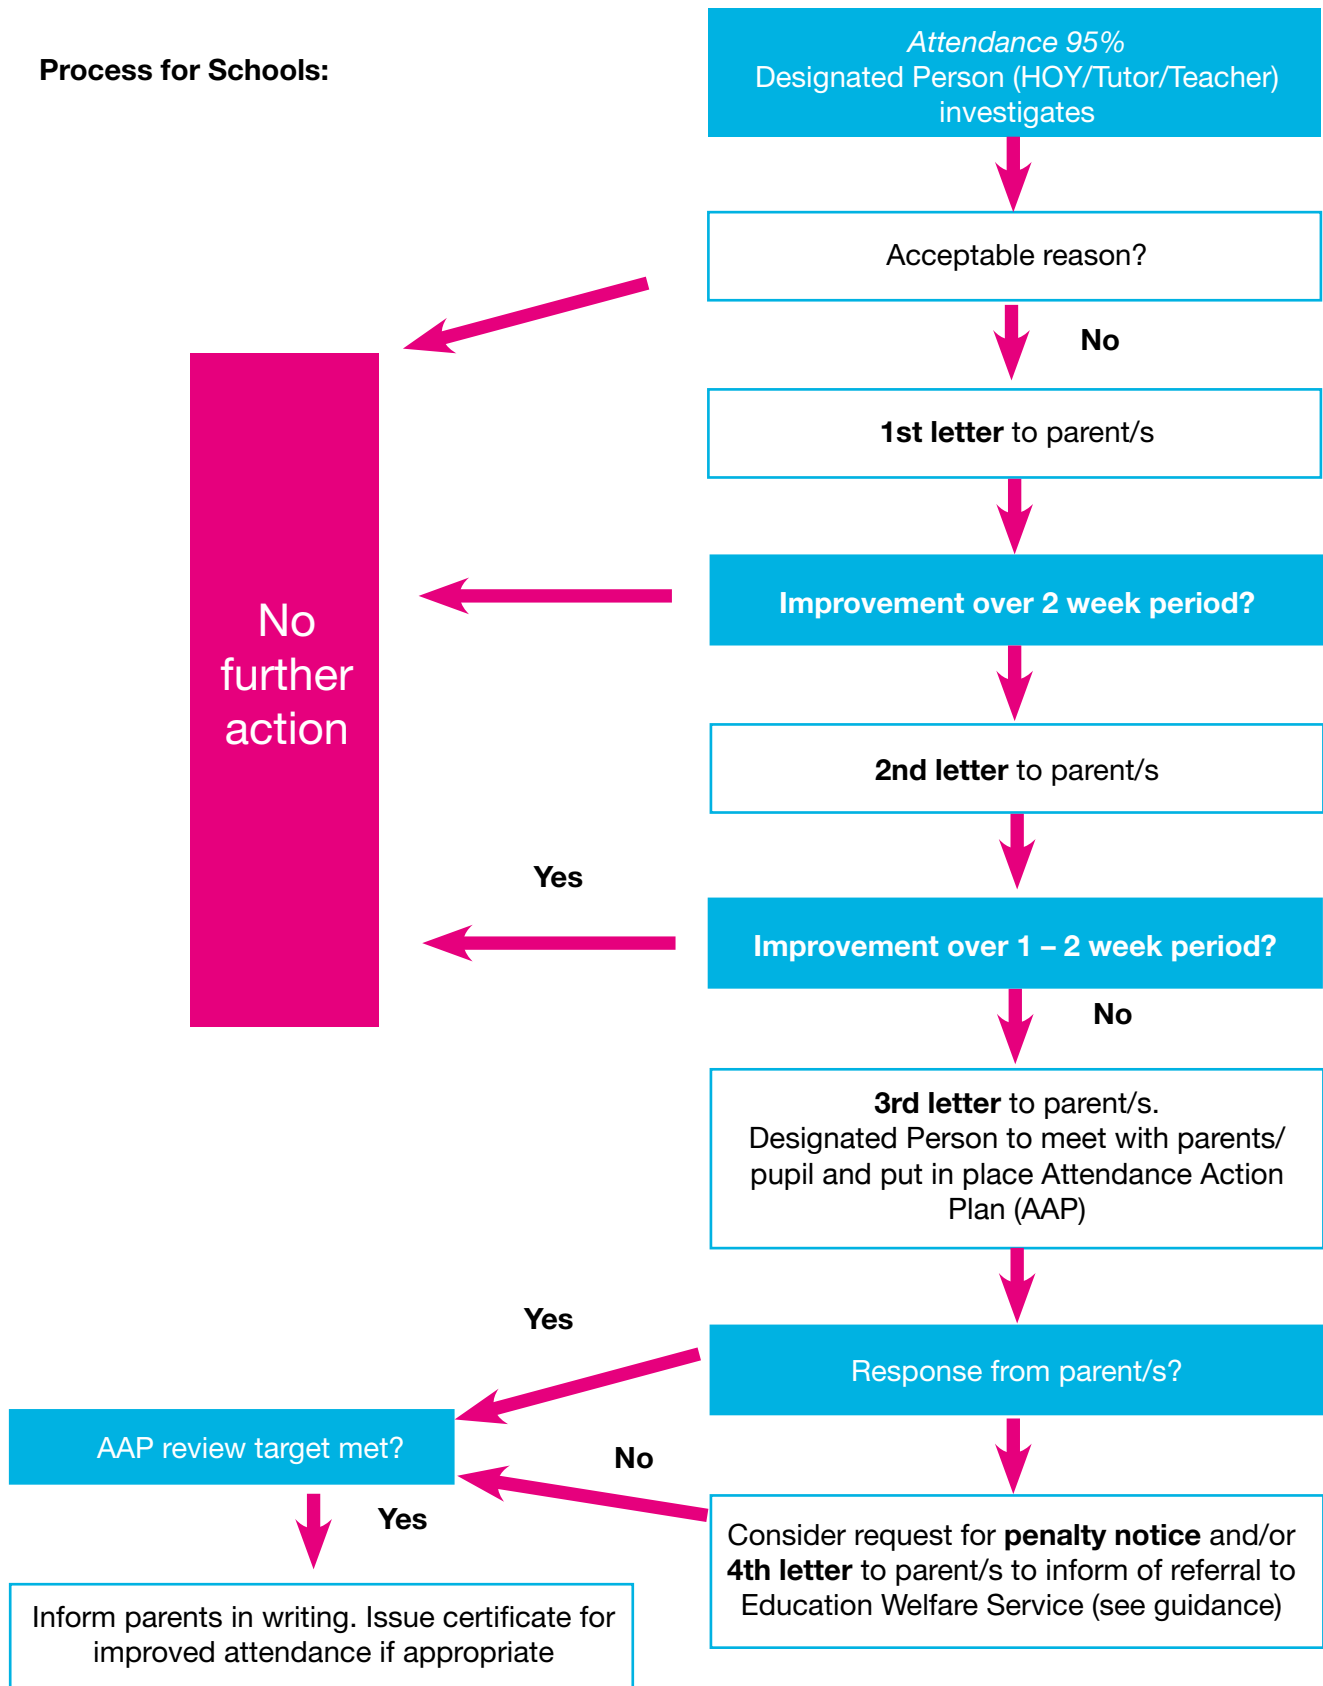 Process for Schools:
Attendance 95%
Designated Person (HOY/Tutor/Teacher)
investigates
Acceptable reason?
No
1st letter to parent/s
Improvement over 2 week period?
No
further
action
2nd letter to parent/s
Yes
Improvement over 1 – 2 week period?
No
3rd letter to parent/s.
Designated Person to meet with parents/
pupil and put in place Attendance Action
Plan (AAP)
Yes
Response from parent/s?
AAP review target met?
No
Yes
Consider request for penalty notice and/or
4th letter to parent/s to inform of referral to
Education Welfare Service (see guidance)
Inform parents in writing. Issue certificate for
improved attendance if appropriate